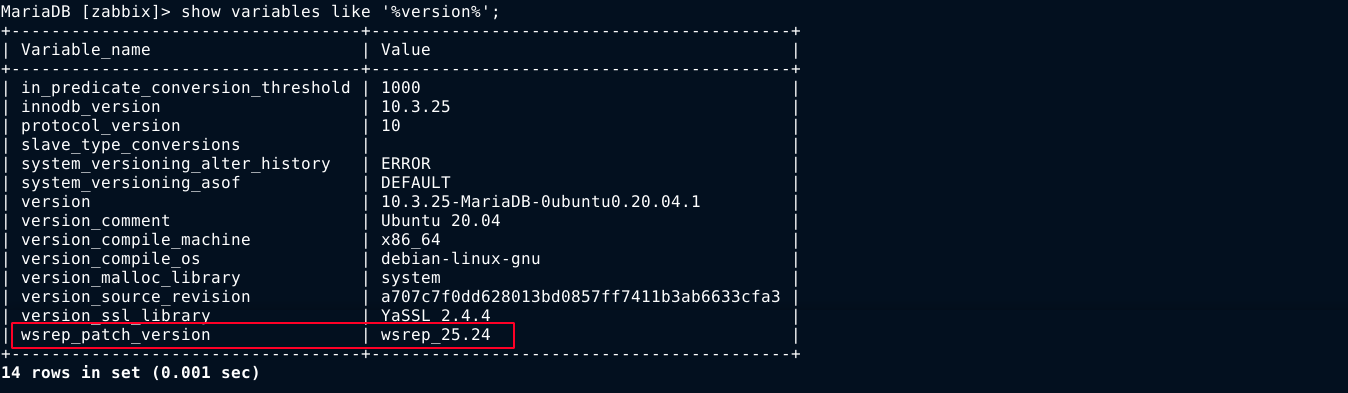 MariaDB [zabbix]> show variables like '%version%';
+-----------------------------------+------------------------------------------+
| Variable_name                     | Value                                    |
+-----------------------------------+------------------------------------------+
| in_predicate_conversion_threshold | 1000                                     |
| innodb_version                    | 10.3.25                                  |
| protocol_version                  | 10                                       |
| slave_type_conversions            |                                          |
| system_versioning_alter_history   | ERROR                                    |
| system_versioning_asof            | DEFAULT                                  |
| version                           | 10.3.25-MariaDB-0ubuntu0.20.04.1         |
| version_comment                   | Ubuntu 20.04                             |
| version_compile_machine           | x86_64                                   |
| version_compile_os                | debian-linux-gnu                         |
| version_malloc_library            | system                                   |
| version_source_revision           | a707c7f0dd628013bd0857ff7411b3ab6633cfa3 |
| version_ssl_library               | YaSSL 2.4.4                              |
| wsrep_patch_version               | wsrep_25.24                              |
+-----------------------------------+------------------------------------------+
14 rows in set (0.001 sec)